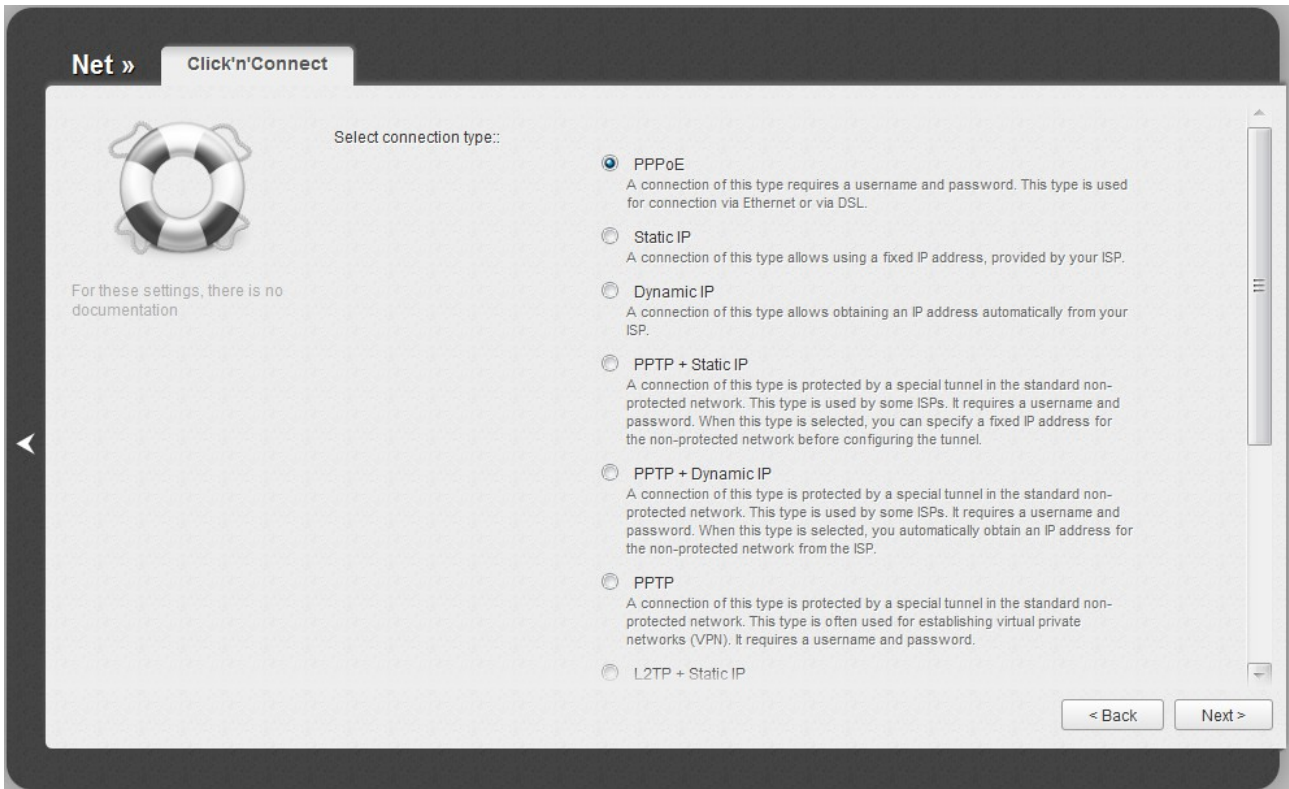 Net »
Click'n'Connect
For these settings, there is no
documentation
Select connection type::
PPPoE
A connection of this type requires a username and password. This type is used
for connection via Ethernet or via DSL.
Static IP
A connection of this type allows using a fixed IP address, provided by your ISP.
Dynamic IP
A connection of this type allows obtaining an IP address automatically from your
ISP.
PPTP + Static IP
A connection of this type is protected by a special tunnel in the standard non-
protected network. This type is used by some ISPs. It requires a username and
password. When this type is selected, you can specify a fixed IP address for
the non-protected network before configuring the tunnel.
PPTP + Dynamic IP
A connection of this type is protected by a special tunnel in the standard non-
protected network. This type is used by some ISPs. It requires a username and
password. When this type is selected, you automatically obtain an IP address for
the non-protected network from the ISP.
PPTP
A connection of this type is protected by a special tunnel in the standard non-
protected network. This type is often used for establishing virtual private
networks (VPN). It requires a username and password.
L2TP + Static IP
< Back
Next >